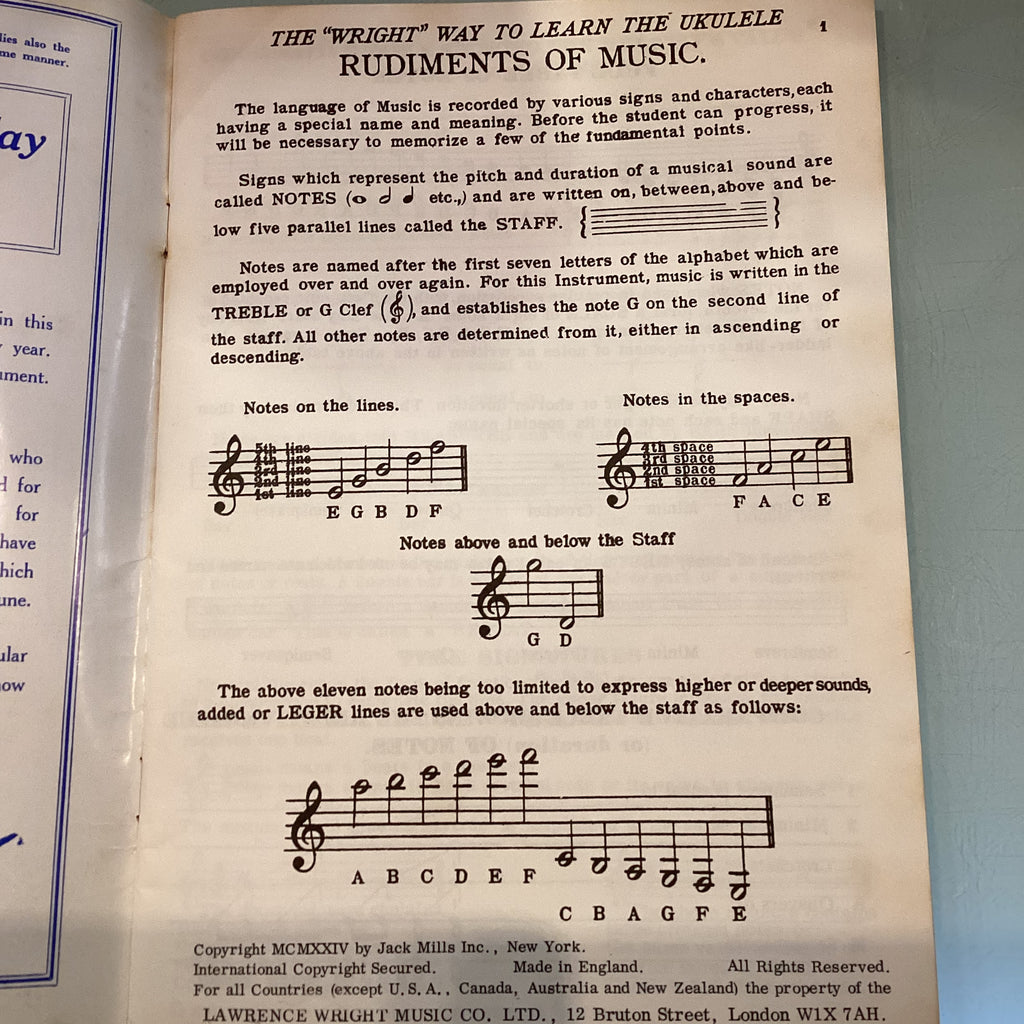 lies also the
me manner.
ay
in this
year.
ument.
who
d for
for
have
hich
une.
ular
ow
THE "WRIGHT" WAY TO LEARN THE UKULELE
1
RUDIMENTS OF MUSIC.
The language of Music is recorded by various signs and characters, each
having a special name and meaning. Before the student can progress, it
will be necessary to memorize a few of the fundamental points.
Signs which represent the pitch and duration of a musical sound are
called NOTES ( etc.,) and are written on, between, above and be-
low five parallel lines called the STAFF.
Notes are named after the first seven letters of the alphabet which are
employed over and over again. For this Instrument, music is written in the
TREBLE or G Clef (𝄞), and establishes the note G on the second line of
the staff. All other notes are determined from it, either in ascending or
descending.
Notes on the lines.
5th line
4th line
3rd line
2nd line
1st line
E G B D F
Notes in the spaces.
4th space
3rd space
2nd space
1st space
F A C E
Notes above and below the Staff
G D
The above eleven notes being too limited to express higher or deeper sounds,
added or LEGER lines are used above and below the staff as follows:
A B C D E F
C B A G F E
Copyright MCMXXIV by Jack Mills Inc., New York.
International Copyright Secured. Made in England. All Rights Reserved.
For all Countries (except U.S.A., Canada, Australia and New Zealand) the property of the
LAWRENCE WRIGHT MUSIC CO. LTD., 12 Bruton Street, London W1X 7AH.